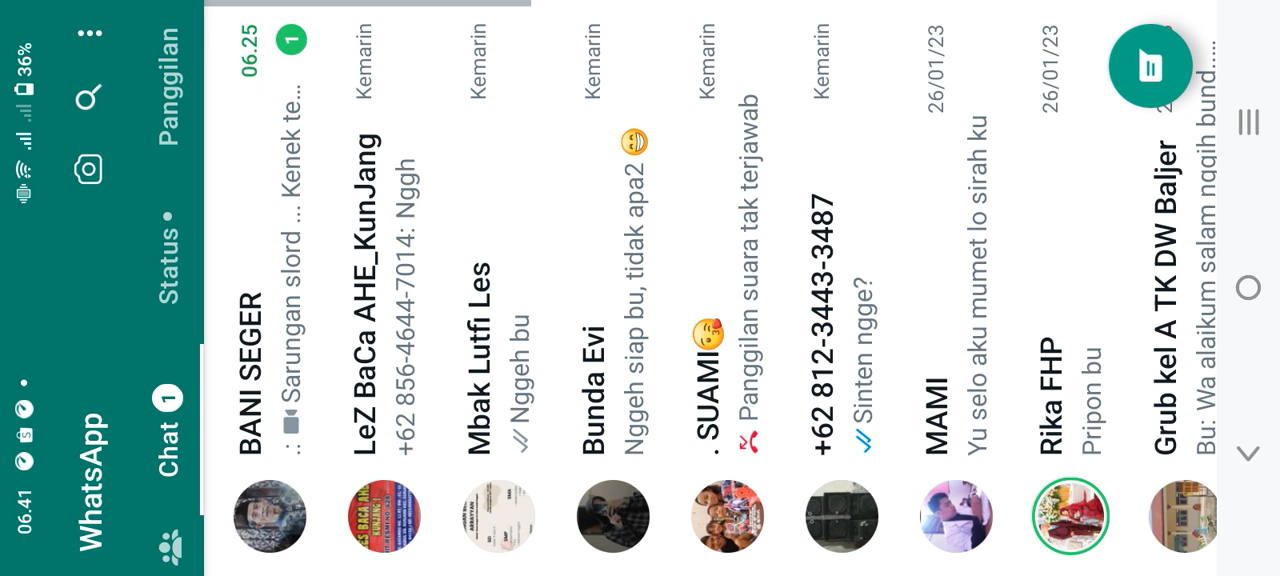 06.41
36%
WhatsApp
Chat 1
Status
Panggilan
BANI SEGER
06.25
.: Sarungan slord ... Kenek te...
1
LeZ BaCa AHE_KunJang
Kemarin
+62 856-4644-7014: Nggh
Mbak Lutfi Les
Kemarin
Nggeh bu
Bunda Evi
Kemarin
Nggeh siap bu, tidak apa2 😁
. SUAMI😘
Kemarin
Panggilan suara tak terjawab
+62 812-3443-3487
Kemarin
Sinten ngge?
MAMI
26/01/23
Yu selo aku mumet lo sirah ku
Rika FHP
26/01/23
Pripon bu
Grub kel A TK DW Baljer
Bu: Wa alaikum salam nggih bund.....